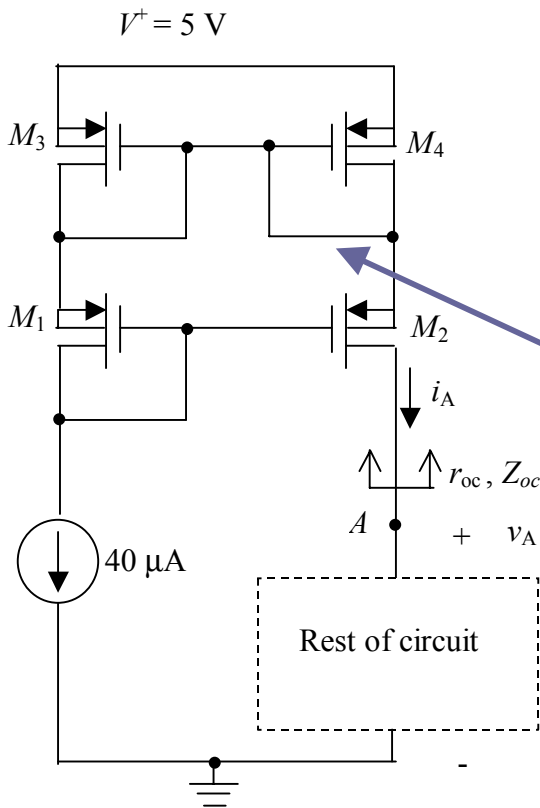 V⁺ = 5 V
M₃
M₄
M₁
M₂
i_A
r_oc , Z_oc
A
+ v_A
40 μA
Rest of circuit
-